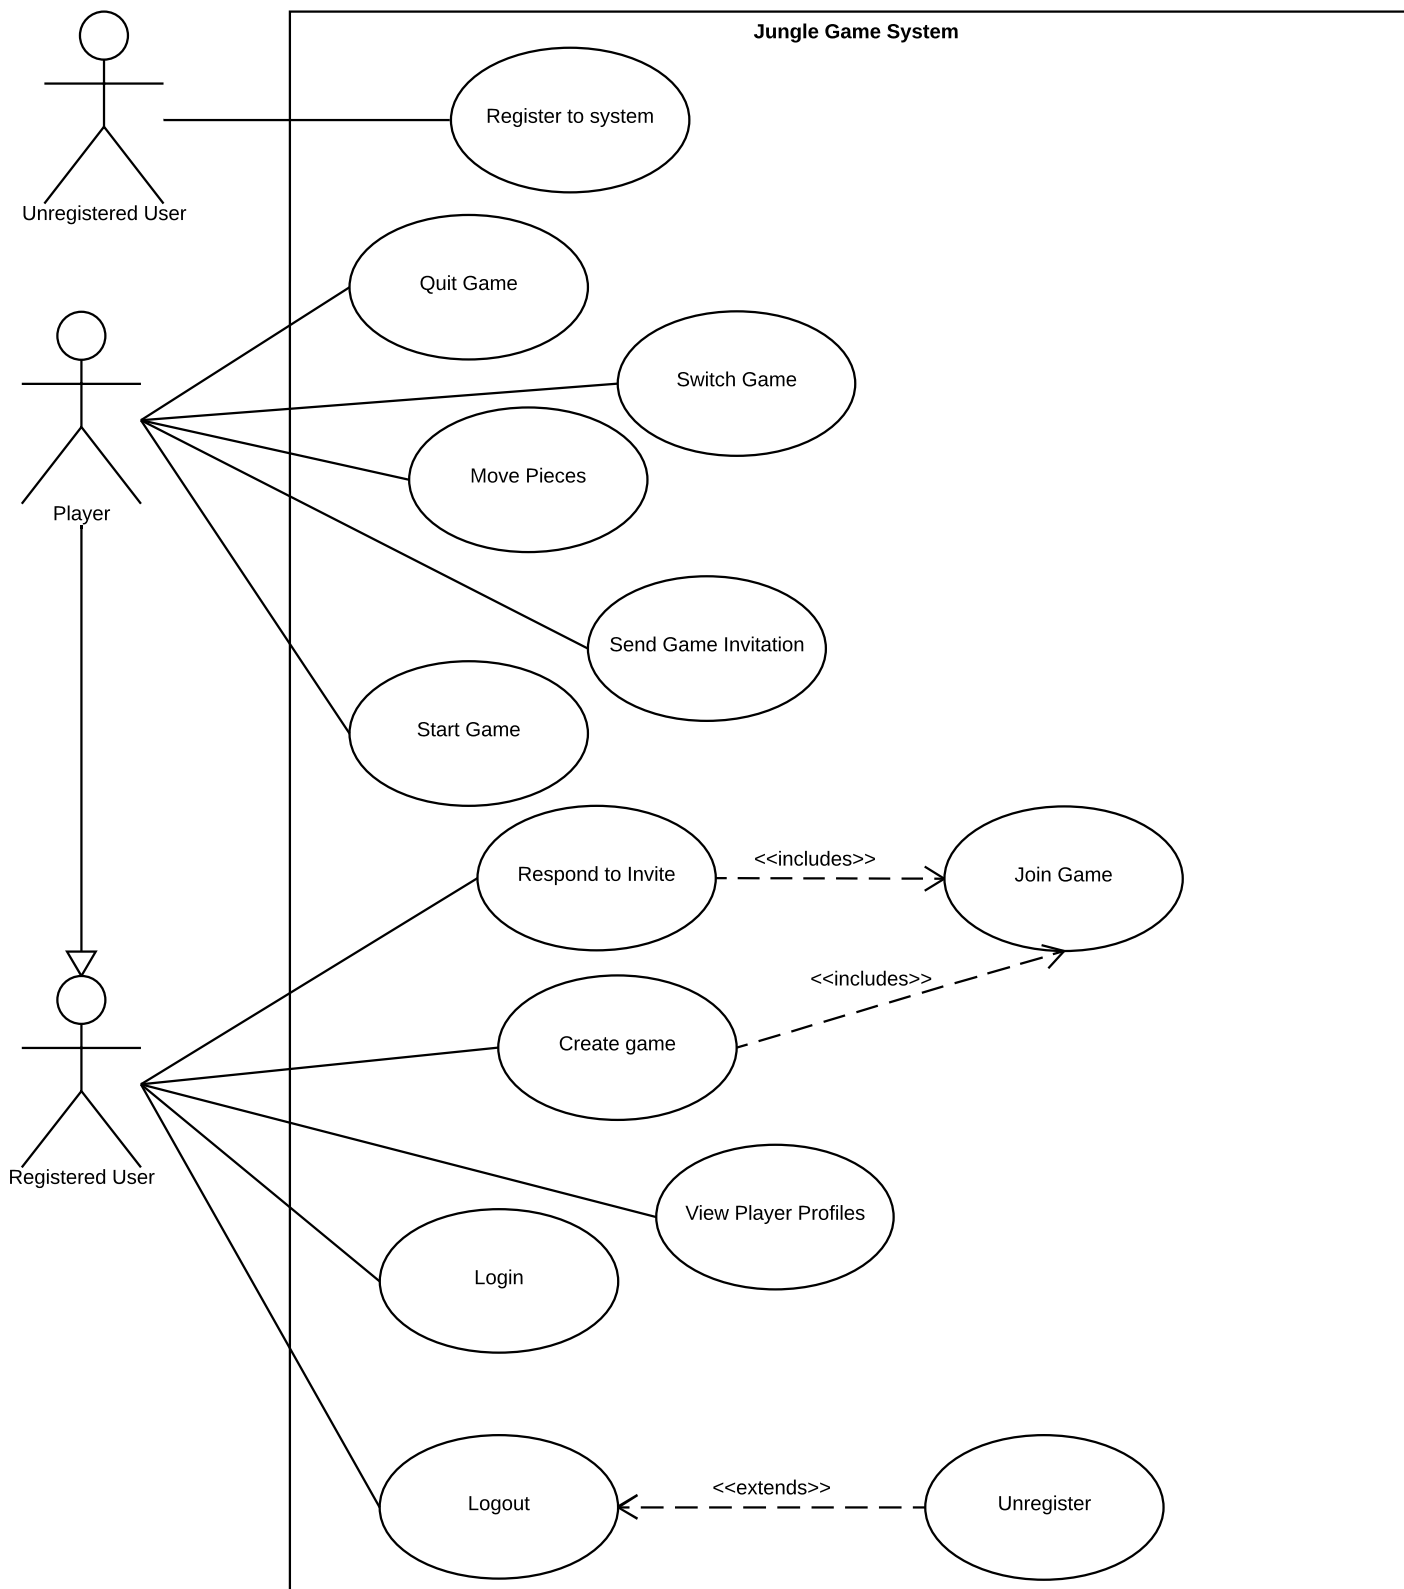 Jungle Game System
Register to system
Unregistered User
Quit Game
Switch Game
Move Pieces
Player
Send Game Invitation
Start Game
<<includes>>
Respond to Invite
Join Game
<<includes>>
Create game
Registered User
View Player Profiles
Login
<<extends>>
Logout
Unregister